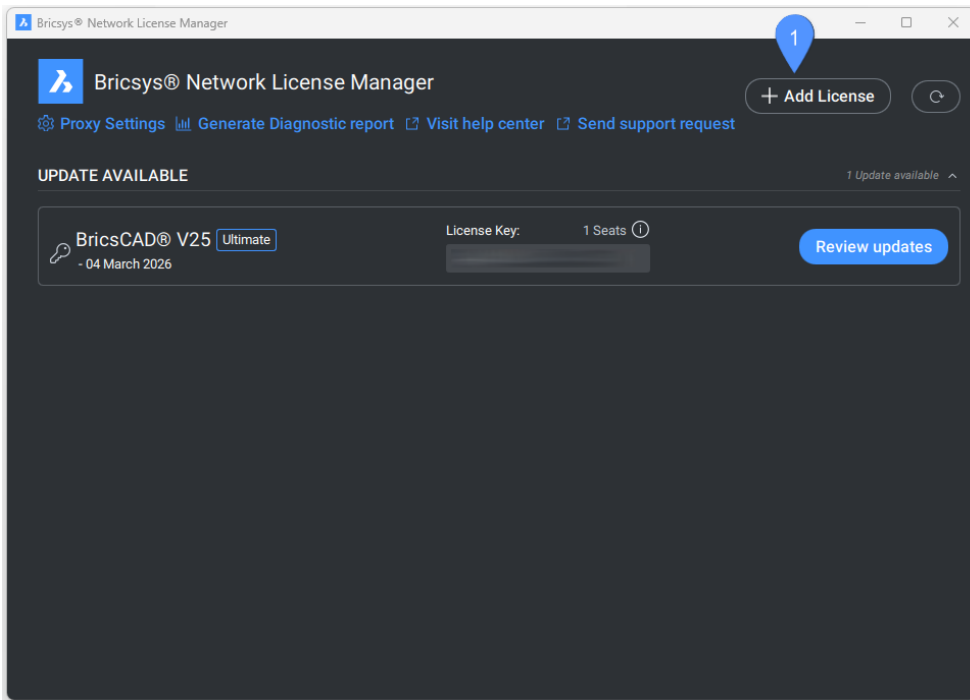 Bricsys® Network License Manager
1
Bricsys® Network License Manager
+ Add License
Proxy Settings Generate Diagnostic report Visit help center Send support request
UPDATE AVAILABLE
1 Update available
BricsCAD® V25 Ultimate
- 04 March 2026
License Key: 1 Seats
Review updates